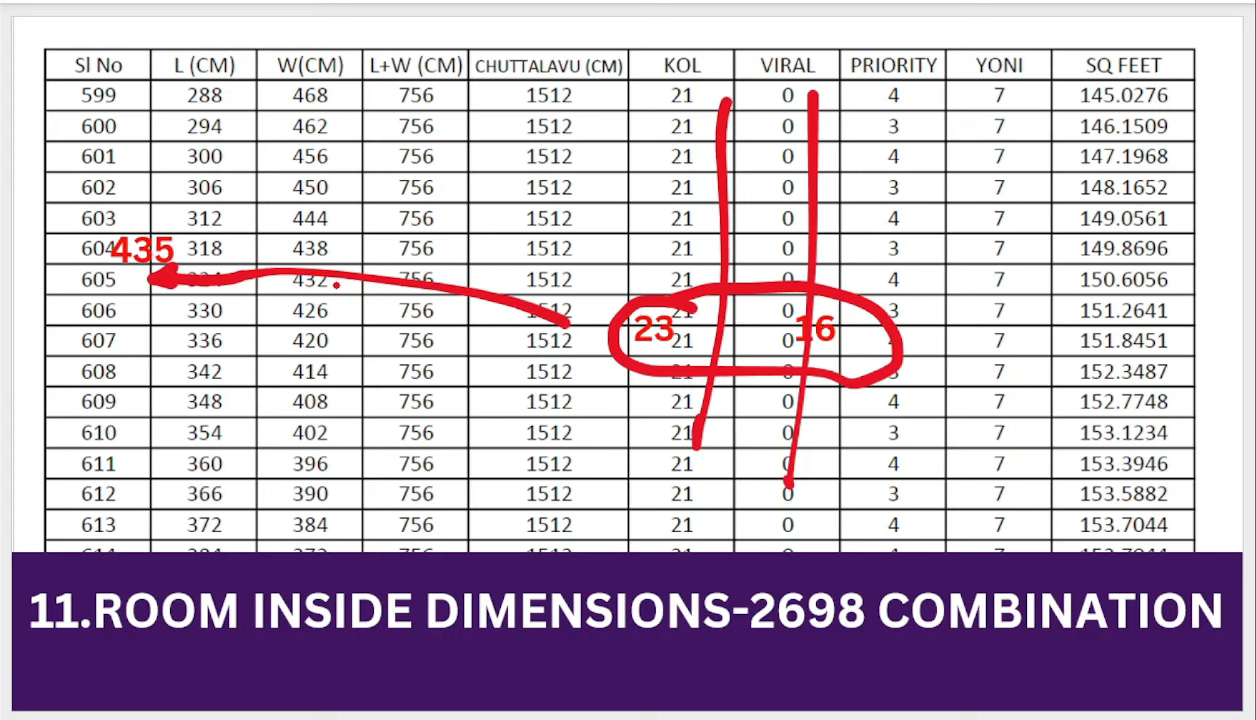 Sl No L (CM) W(CM) L+W (CM) CHUTTALAVU (CM) KOL VIRAL PRIORITY YONI SQ FEET
599 288 468 756 1512 21 0 4 7 145.0276
600 294 462 756 1512 21 0 3 7 146.1509
601 300 456 756 1512 21 0 4 7 147.1968
602 306 450 756 1512 21 0 3 7 148.1652
603 312 444 756 1512 21 0 4 7 149.0561
604 435 318 438 756 1512 21 0 3 7 149.8696
605 432 756 1512 21 0 4 7 150.6056
606 330 426 756 1512 21 0 3 7 151.2641
607 336 420 756 1512 23 21 0 16 7 151.8451
608 342 414 756 1512 21 0 7 152.3487
609 348 408 756 1512 21 0 4 7 152.7748
610 354 402 756 1512 21 0 3 7 153.1234
611 360 396 756 1512 21 0 4 7 153.3946
612 366 390 756 1512 21 0 3 7 153.5882
613 372 384 756 1512 21 0 4 7 153.7044
11.ROOM INSIDE DIMENSIONS-2698 COMBINATION